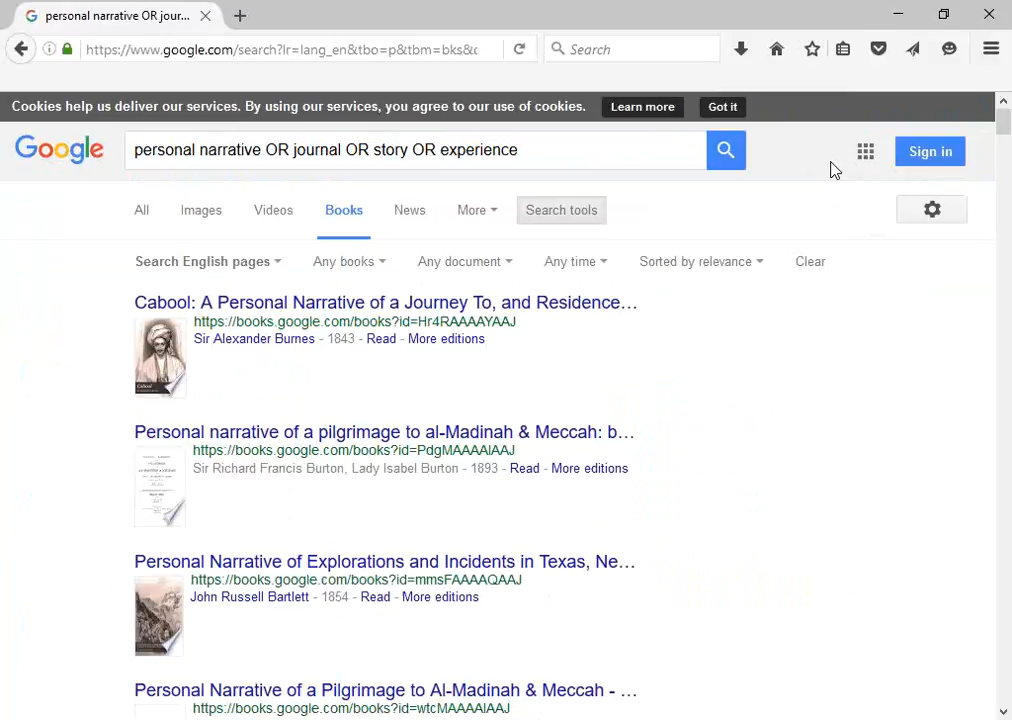 personal narrative OR jour...
https://www.google.com/search?lr=lang_en&tbo=p&tbm=bks&c
Search
Cookies help us deliver our services. By using our services, you agree to our use of cookies. Learn more Got it
Google personal narrative OR journal OR story OR experience Sign in
All Images Videos Books News More Search tools
Search English pages Any books Any document Any time Sorted by relevance Clear
Cabool: A Personal Narrative of a Journey To, and Residence...
https://books.google.com/books?id=Hr4RAAAAYAAJ
Sir Alexander Burnes - 1843 - Read - More editions
Personal narrative of a pilgrimage to al-Madinah & Meccah: b...
https://books.google.com/books?id=PdgMAAAAIAAJ
Sir Richard Francis Burton, Lady Isabel Burton - 1893 - Read - More editions
Personal Narrative of Explorations and Incidents in Texas, Ne...
https://books.google.com/books?id=mmsFAAAAQAAJ
John Russell Bartlett - 1854 - Read - More editions
Personal Narrative of a Pilgrimage to Al-Madinah & Meccah - ...
https://books.google.com/books?id=wtcMAAAAIAAJ